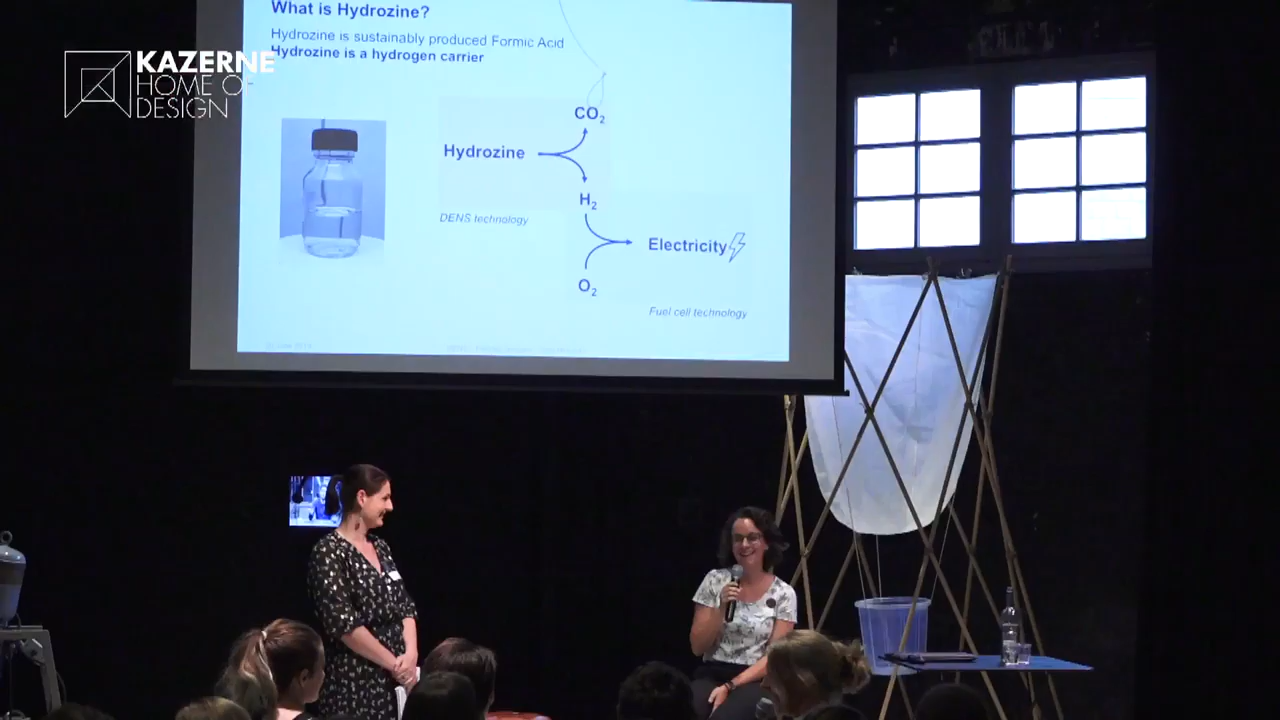 What is Hydrozine?
Hydrozine is sustainably produced Formic Acid
Hydrozine is a hydrogen carrier
KAZERNE
HOME OF
DESIGN
CO2
Hydrozine
H2
DENS technology
Electricity
O2
Fuel cell technology